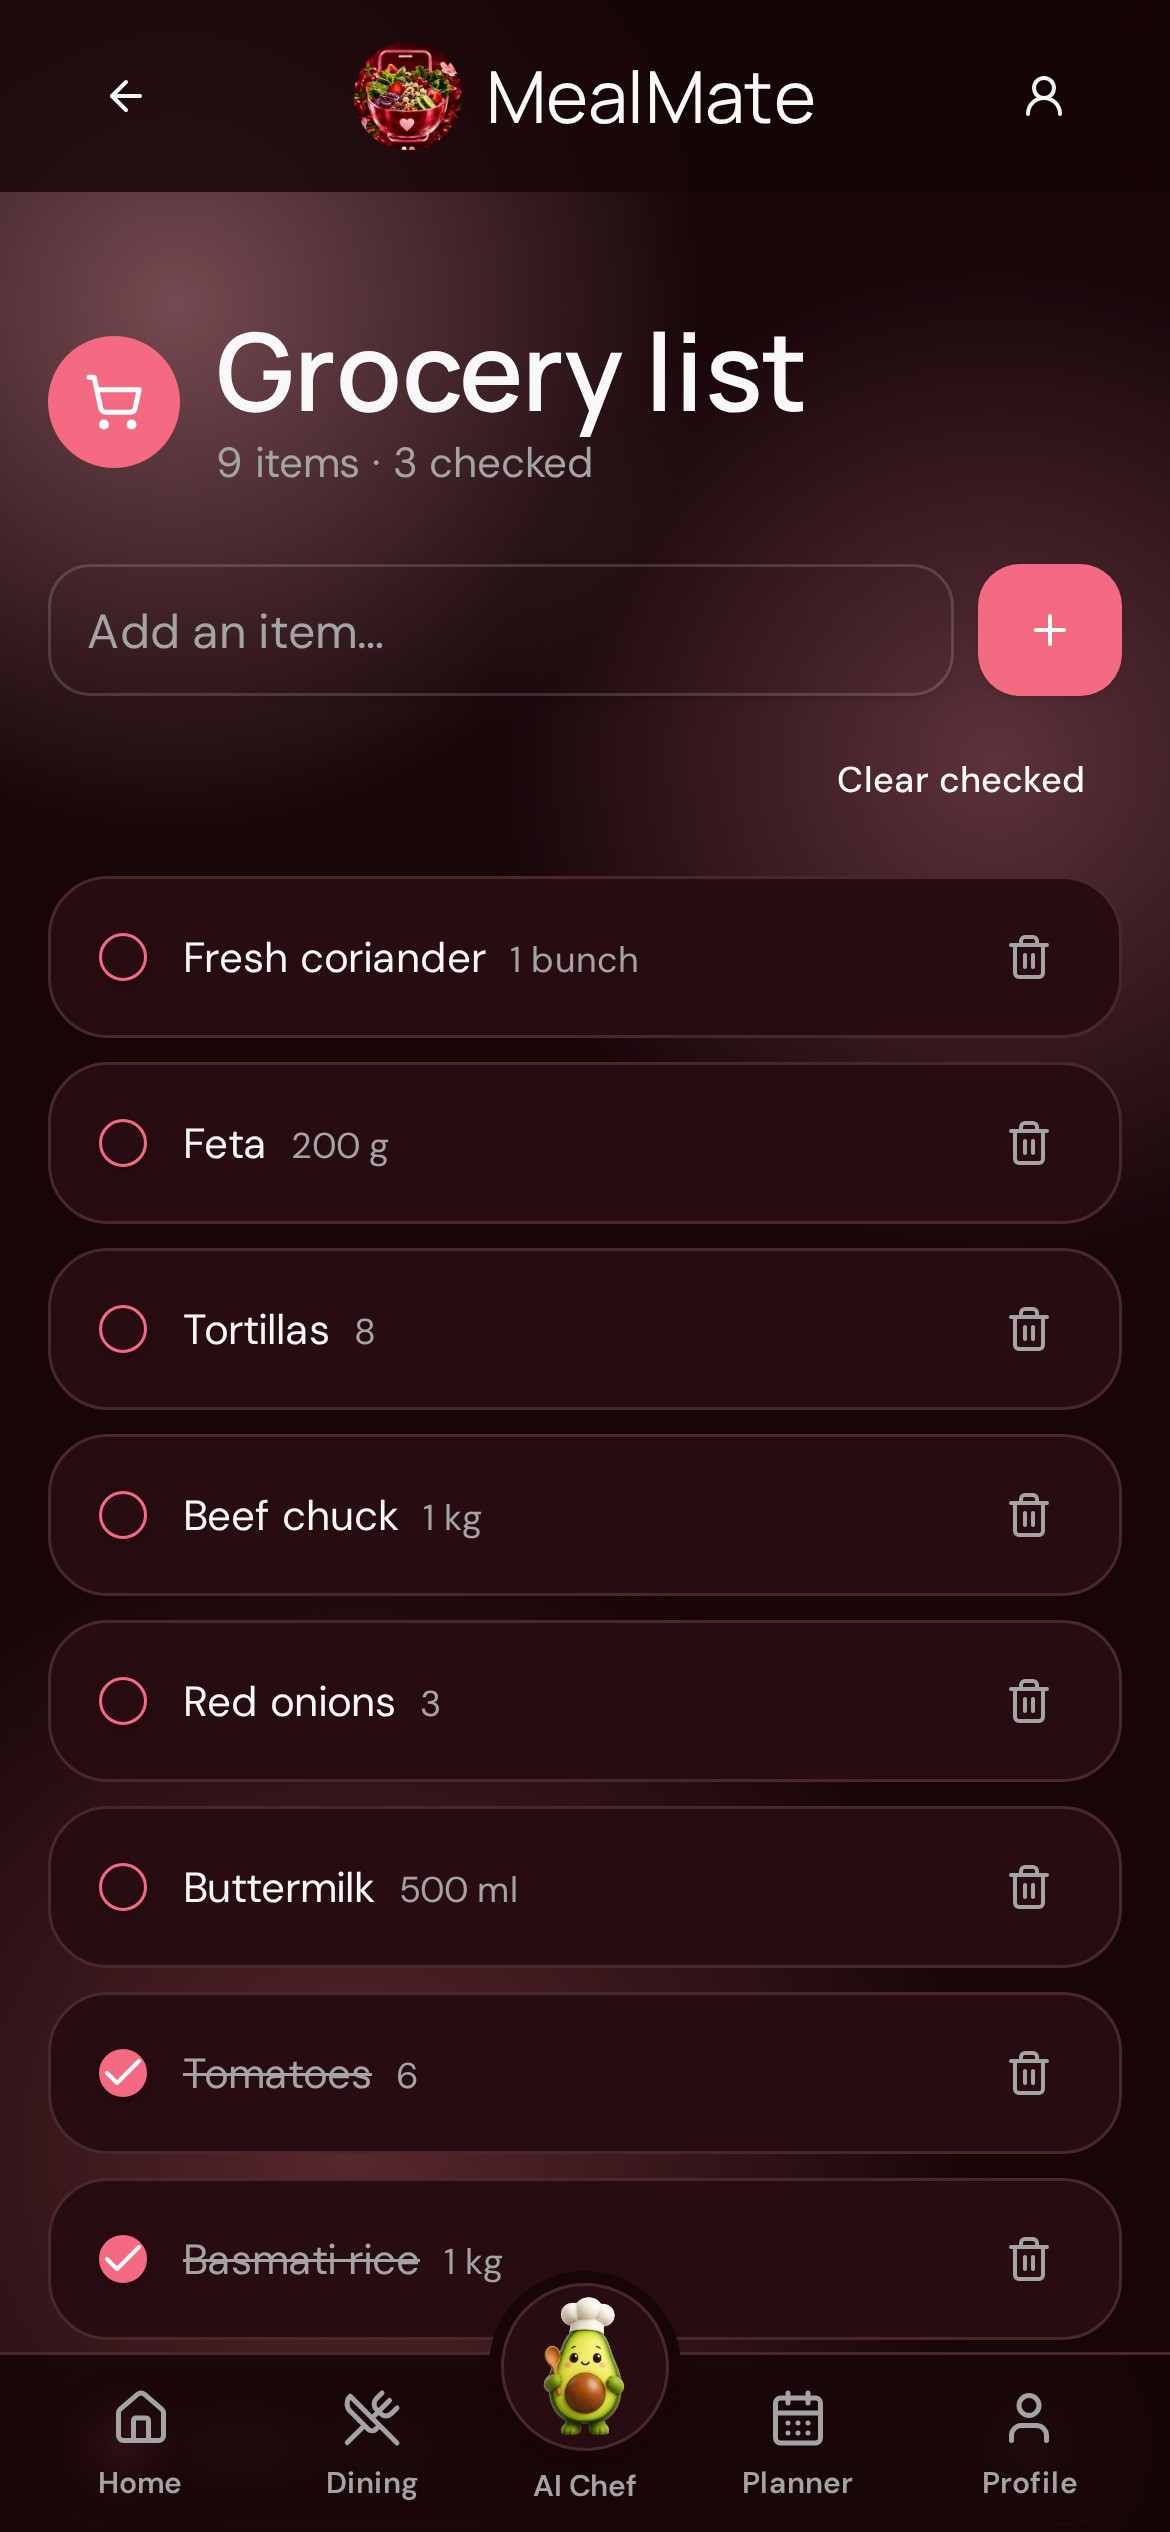 MealMate
Grocery list
9 items · 3 checked
Add an item...
Clear checked
Fresh coriander 1 bunch
Feta 200 g
Tortillas 8
Beef chuck 1 kg
Red onions 3
Buttermilk 500 ml
Tomatoes 6
Basmati rice 1 kg
Home Dining AI Chef Planner Profile